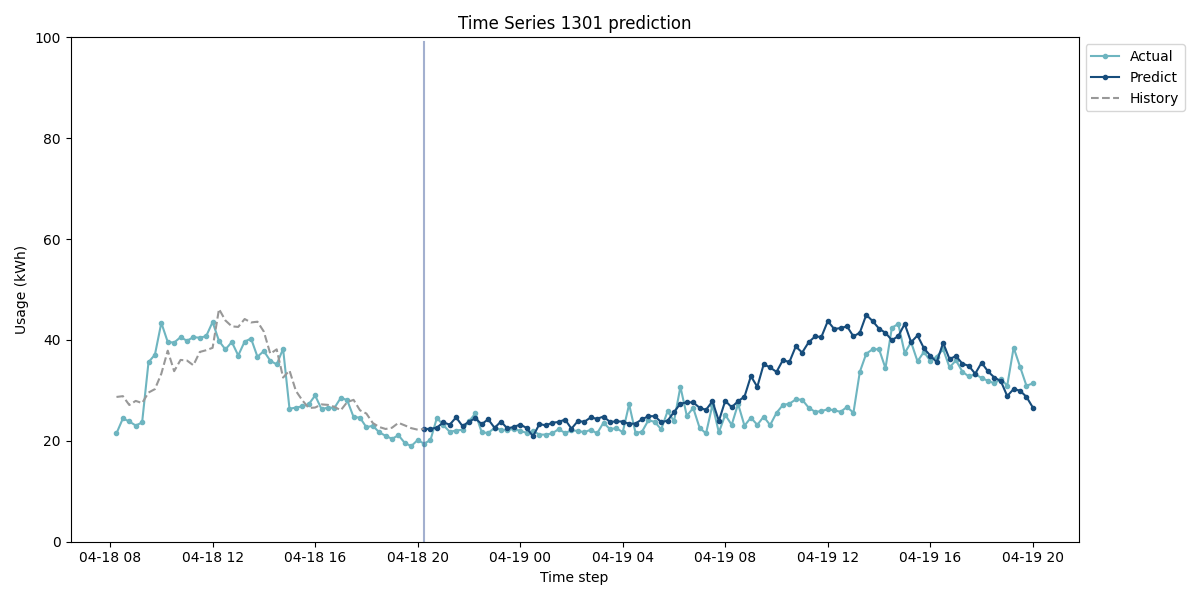 Time Series 1301 prediction
100
80
60
40
20
0
Usage (kWh)
04-18 08
04-18 12
04-18 16
04-18 20
04-19 00
04-19 04
04-19 08
04-19 12
04-19 16
04-19 20
Time step
Actual
Predict
History